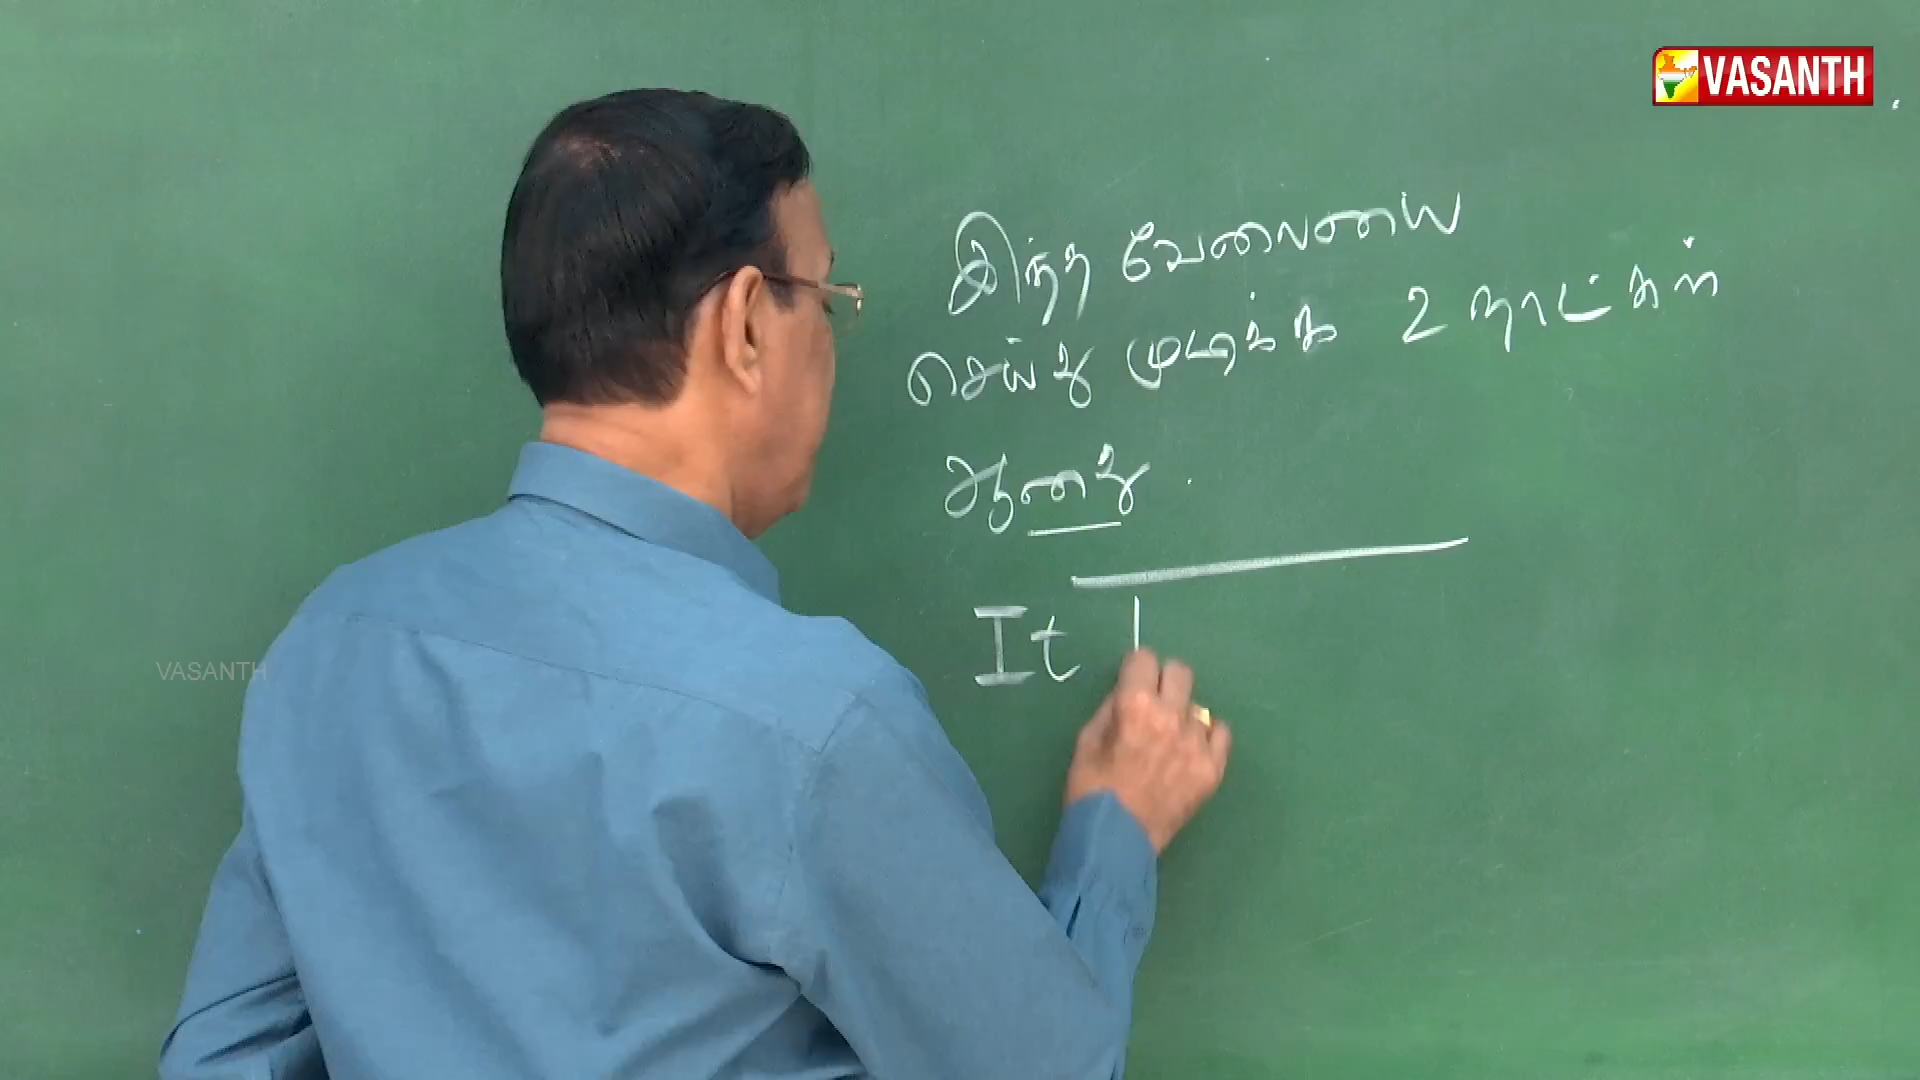 VASANTH
இந்த வேலையை
செய்து முடிக்க 2 நாட்கள்
ஆனது.
It
VASANTH